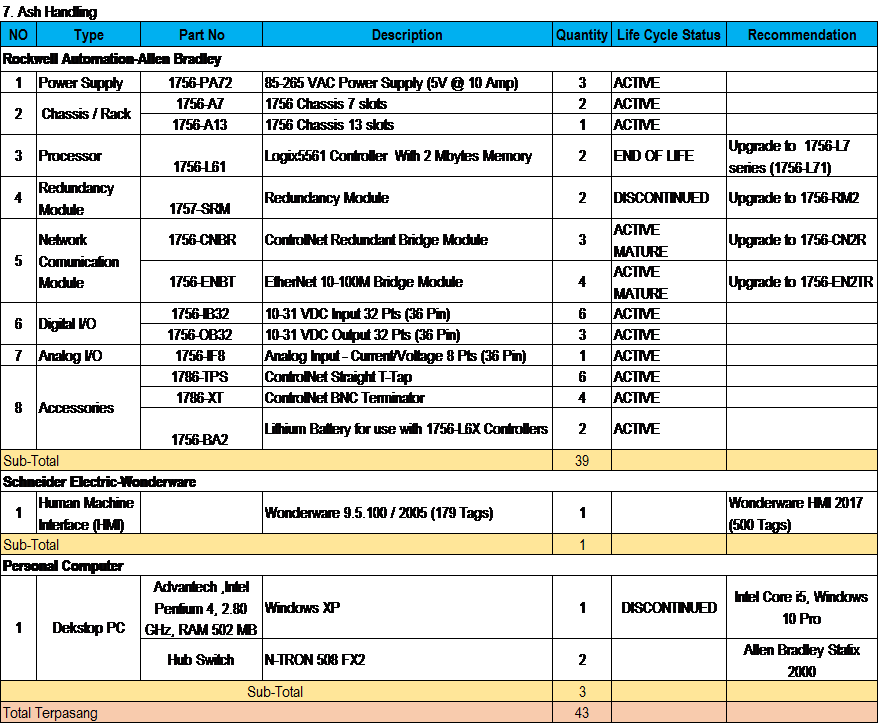 7. Ash Handling
NO Type Part No Description Quantity Life Cycle Status Recommendation
Rockwell Automation-Allen Bradley
1 Power Supply 1756-PA72 85-265 VAC Power Supply (5V @ 10 Amp) 3 ACTIVE
2 Chassis / Rack 1756-A7 1756 Chassis 7 slots 2 ACTIVE
1756-A13 1756 Chassis 13 slots 1 ACTIVE
3 Processor 1756-L61 Logix5561 Controller With 2 Mbytes Memory 2 END OF LIFE Upgrade to 1756-L7
series (1756-L71)
4 Redundancy
Module 1757-SRM Redundancy Module 2 DISCONTINUED Upgrade to 1756-RM2
5 Network
Comunication
Module 1756-CNBR ControlNet Redundant Bridge Module 3 ACTIVE
MATURE Upgrade to 1756-CN2R
1756-ENBT EtherNet 10-100M Bridge Module 4 ACTIVE
MATURE Upgrade to 1756-EN2TR
6 Digital I/O 1756-IB32 10-31 VDC Input 32 Pts (36 Pin) 6 ACTIVE
1756-OB32 10-31 VDC Output 32 Pts (36 Pin) 3 ACTIVE
7 Analog I/O 1756-IF8 Analog Input - Current/Voltage 8 Pts (36 Pin) 1 ACTIVE
8 Accessories 1786-TPS ControlNet Straight T-Tap 6 ACTIVE
1786-XT ControlNet BNC Terminator 4 ACTIVE
1756-BA2 Lithium Battery for use with 1756-L6X Controllers 2 ACTIVE
Sub-Total 39
Schneider Electric-Wonderware
1 Human Machine
Interface (HMI) Wonderware 9.5.100 / 2005 (179 Tags) 1 Wonderware HMI 2017
(500 Tags)
Sub-Total 1
Personal Computer
1 Dekstop PC Advantech ,Intel
Pentium 4, 2.80
GHz, RAM 502 MB Windows XP 1 DISCONTINUED Intel Core i5, Windows
10 Pro
Hub Switch N-TRON 508 FX2 2 Allen Bradley Statix
2000
Sub-Total 3
Total Terpasang 43